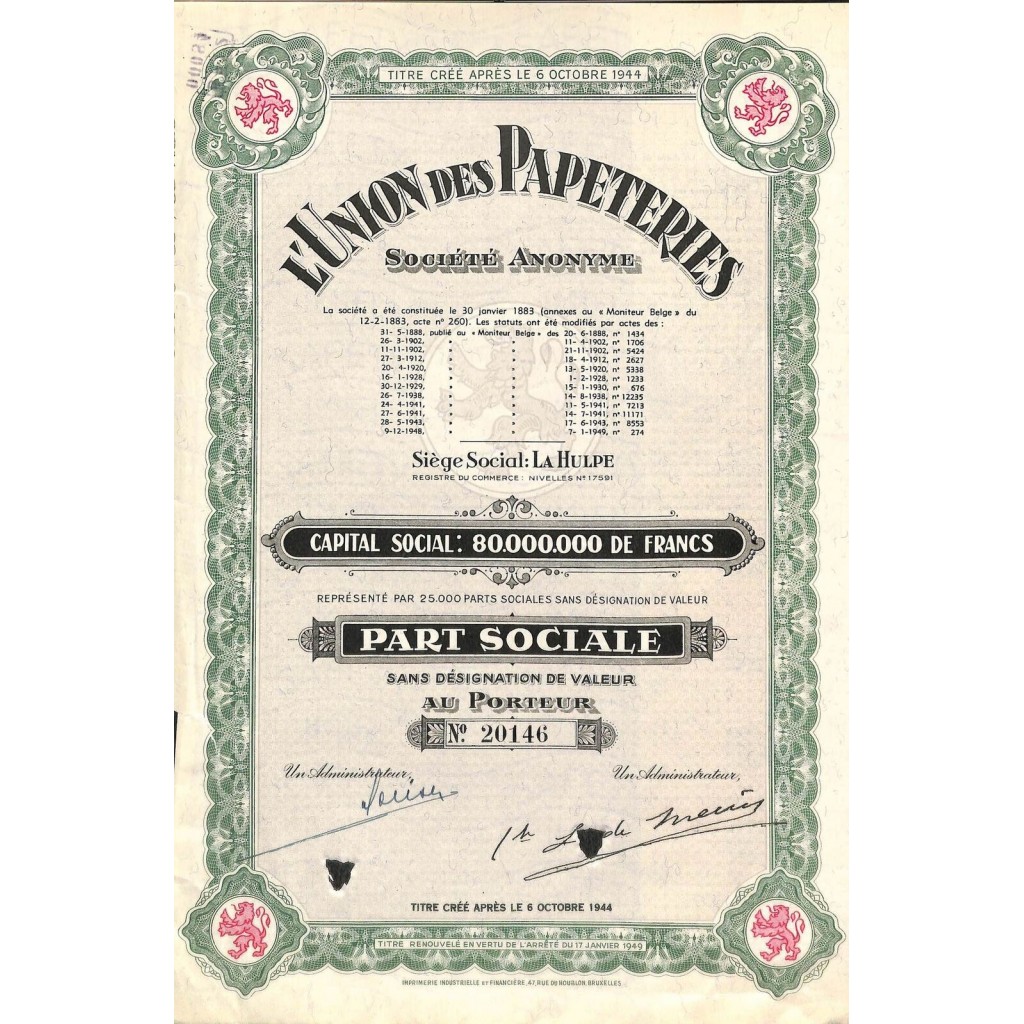 TITRE CRÉÉ APRÈS LE 6 OCTOBRE 1944
L'UNION DES PAPETERIES
SOCIÉTÉ ANONYME
La société a été constituée le 30 janvier 1883 (annexes au « Moniteur Belge » du
12-2-1883, acte n° 260). Les statuts ont été modifiés par actes des :
31- 5-1888, publié au « Moniteur Belge » des 20- 6-1888, n° 1434
26- 3-1902, " " 11- 4-1902, n° 1706
11-11-1902, " " 21-11-1902, n° 5424
27- 3-1912, " " 18- 4-1912, n° 2627
20- 4-1920, " " 13- 5-1920, n° 5338
16- 1-1928, " " 1- 2-1928, n° 1233
30-12-1929, " " 15- 1-1930, n° 676
26- 7-1938, " " 14- 8-1938, n° 12235
24- 4-1941, " " 11- 5-1941, n° 7213
27- 6-1941, " " 14- 7-1941, n° 11171
28- 5-1943, " " 17- 6-1943, n° 8553
9-12-1948, " " 7- 1-1949, n° 274
Siège Social: LA HULPE
REGISTRE DU COMMERCE : NIVELLES N° 17591
CAPITAL SOCIAL : 80.000.000 DE FRANCS
REPRÉSENTÉ PAR 25.000 PARTS SOCIALES SANS DÉSIGNATION DE VALEUR
PART SOCIALE
SANS DÉSIGNATION DE VALEUR
AU PORTEUR
N° 20146
Un Administrateur, Un Administrateur,
TITRE CRÉÉ APRÈS LE 6 OCTOBRE 1944
TITRE RENOUVELÉ EN VERTU DE L'ARRÊTÉ DU 17 JANVIER 1949
IMPRIMERIE INDUSTRIELLE ET FINANCIÈRE, 47, RUE DU HOUBLON, BRUXELLES